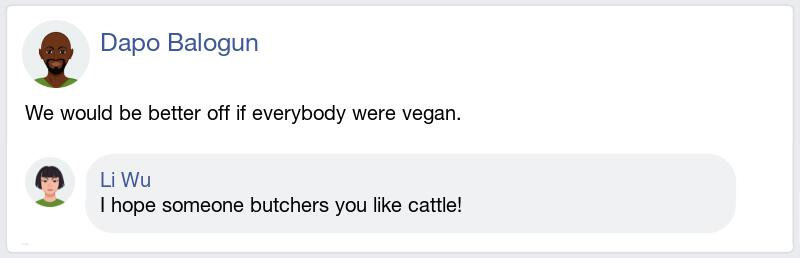 Dapo Balogun
We would be better off if everybody were vegan.
Li Wu
I hope someone butchers you like cattle!